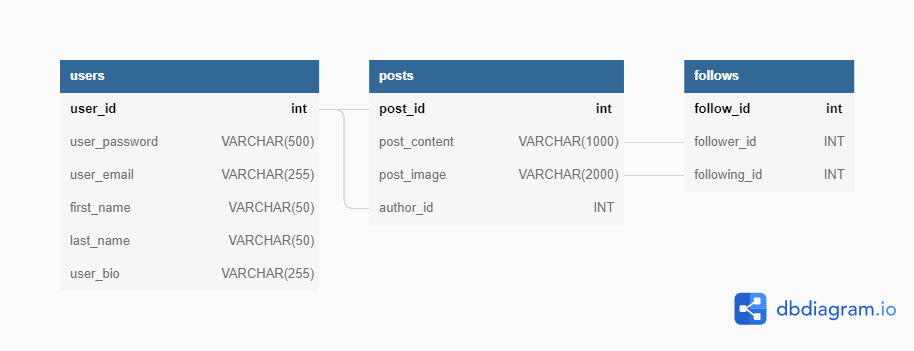 users
user_id int
user_password VARCHAR(500)
user_email VARCHAR(255)
first_name VARCHAR(50)
last_name VARCHAR(50)
user_bio VARCHAR(255)
posts
post_id int
post_content VARCHAR(1000)
post_image VARCHAR(2000)
author_id INT
follows
follow_id int
follower_id INT
following_id INT
dbdiagram.io